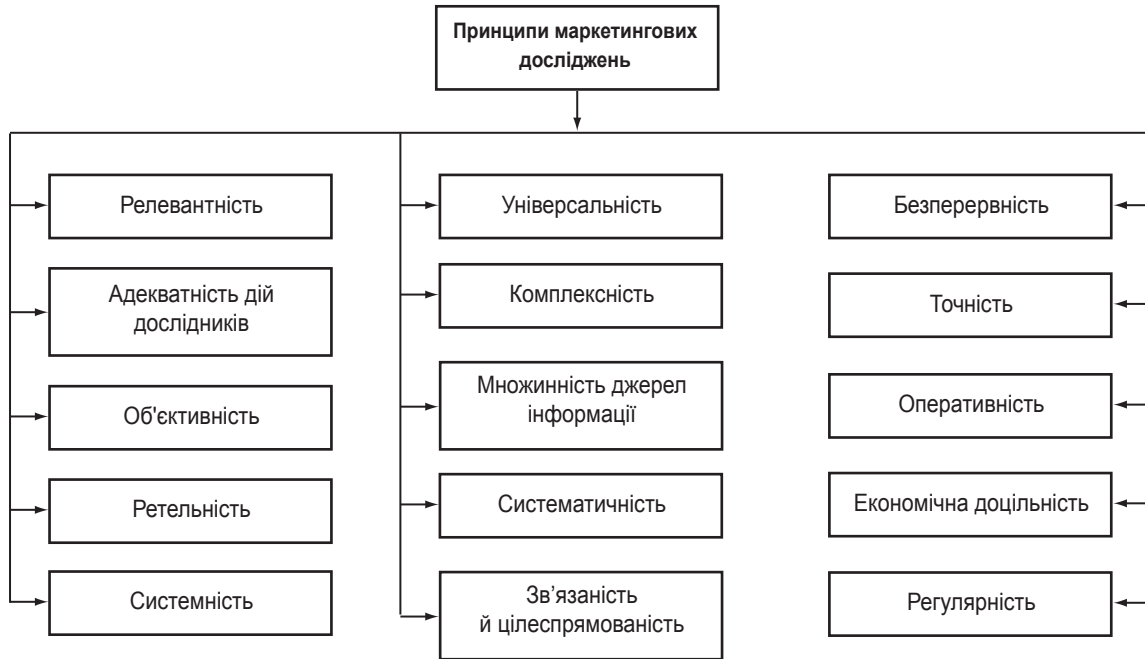 Принципи маркетингових
досліджень
Релевантність
Адекватність дій
дослідників
Об'єктивність
Ретельність
Системність
Універсальність
Комплексність
Множинність джерел
інформації
Систематичність
Зв’язаність
й цілеспрямованість
Безперервність
Точність
Оперативність
Економічна доцільність
Регулярність